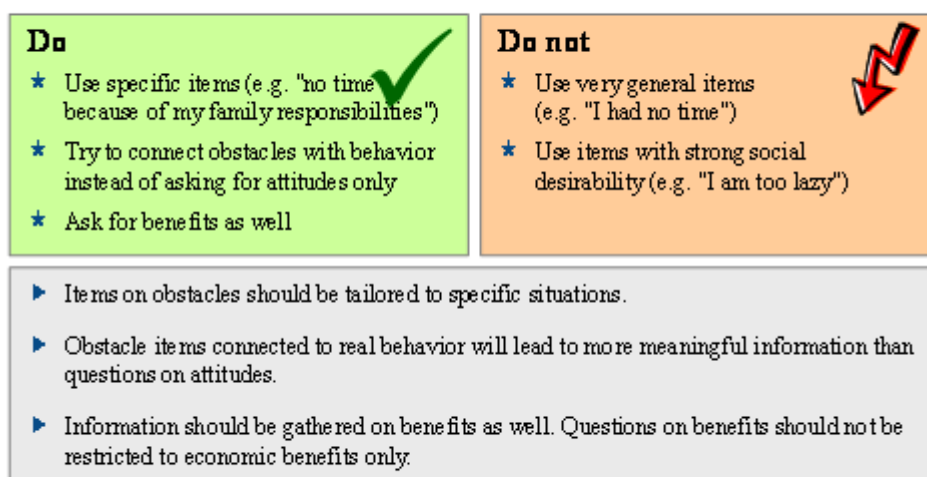 Do
Use specific items (e.g. "no time
because of my family responsibilities")
Try to connect obstacles with behavior
instead of asking for attitudes only
Ask for benefits as well
Do not
Use very general items
(e.g. "I had no time")
Use items with strong social
desirability (e.g. "I am too lazy")
Items on obstacles should be tailored to specific situations.
Obstacle items connected to real behavior will lead to more meaningful information than
questions on attitudes.
Information should be gathered on benefits as well. Questions on benefits should not be
restricted to economic benefits only.